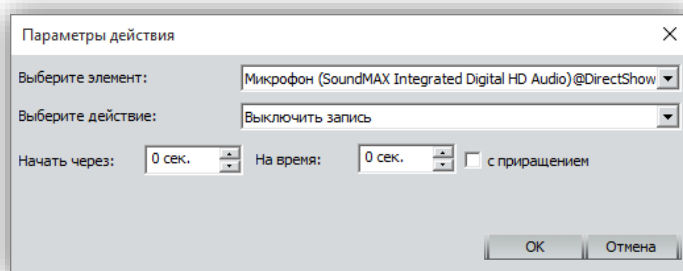 Параметры действия
Выберите элемент: Микрофон (SoundMAX Integrated Digital HD Audio)@DirectShow
Выберите действие: Выключить запись
Начать через: 0 сек. На время: 0 сек. с приращением
OK Отмена